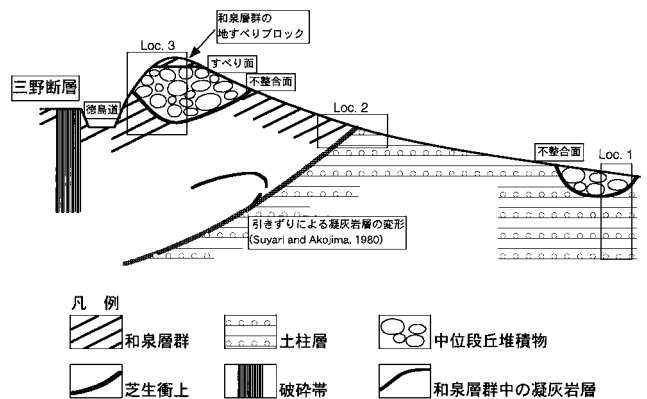 和泉層群の
地すべりブロック
Loc. 3
すべり面
三野断層
不整合面
徳島道
Loc. 2
不整合面
Loc. 1
引きずりによる凝灰岩層の変形
(Suyari and Akojima, 1980)
凡 例
和泉層群
土柱層
中位段丘堆積物
芝生衝上
破砕帯
和泉層群中の凝灰岩層